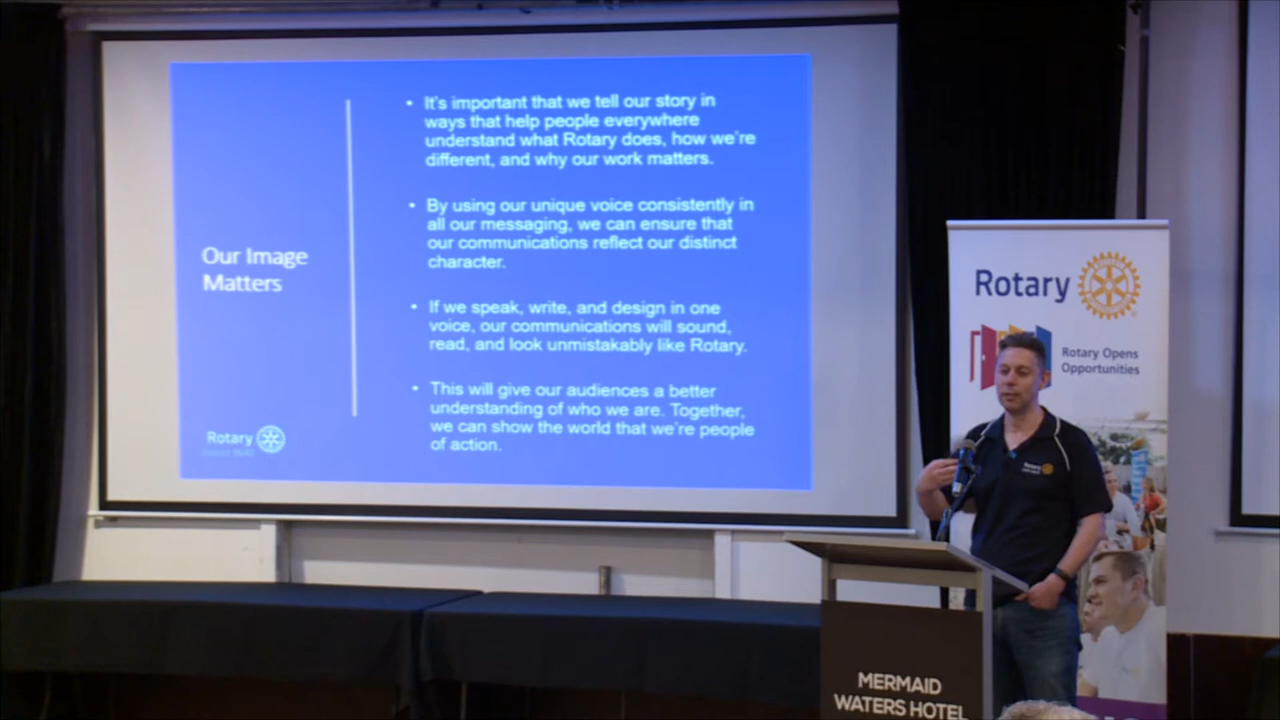 Our Image
Matters
• It's important that we tell our story in
ways that help people everywhere
understand what Rotary does, how we're
different, and why our work matters.
• By using our unique voice consistently in
all our messaging, we can ensure that
our communications reflect our distinct
character.
• If we speak, write, and design in one
voice, our communications will sound,
read, and look unmistakably like Rotary.
• This will give our audiences a better
understanding of who we are. Together,
we can show the world that we're people
of action.
Rotary
Rotary
Rotary Opens
Opportunities
Rotary
MERMAID
WATERS HOTEL